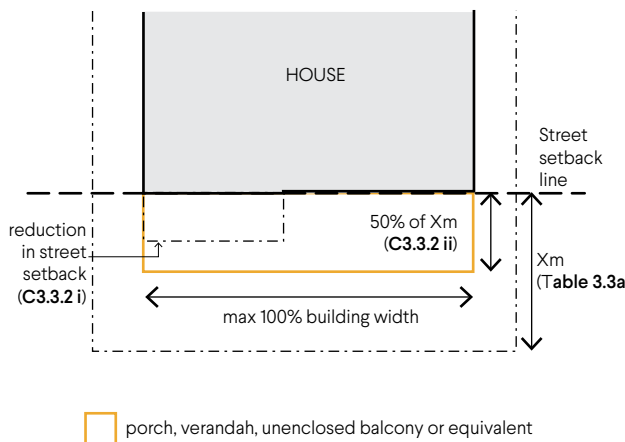 HOUSE
Street
setback
line
50% of Xm
(C3.3.2 ii)
reduction
in street
setback
(C3.3.2 i)
Xm
(Table 3.3a
max 100% building width
porch, verandah, unenclosed balcony or equivalent